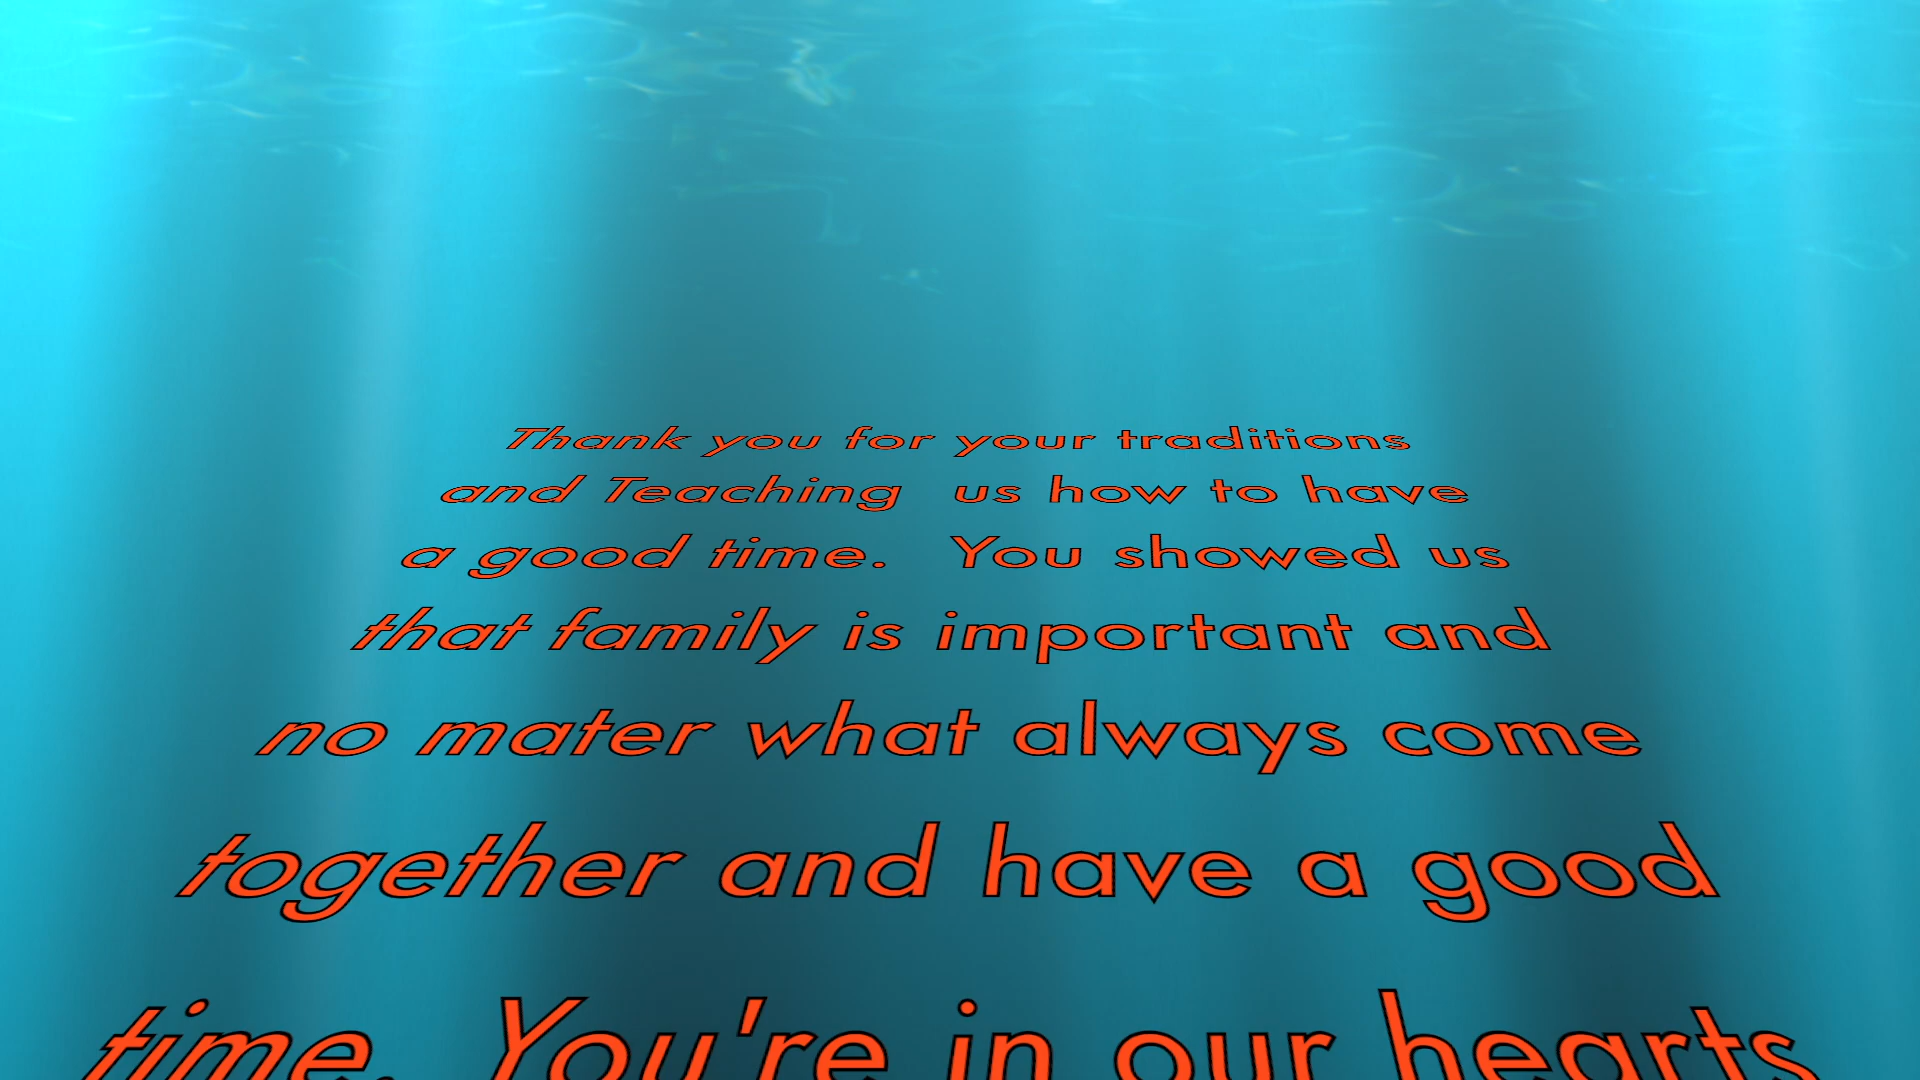 Thank you for your traditions
and Teaching us how to have
a good time. You showed us
that family is important and
no mater what always come
together and have a good
time. You're in our hearts